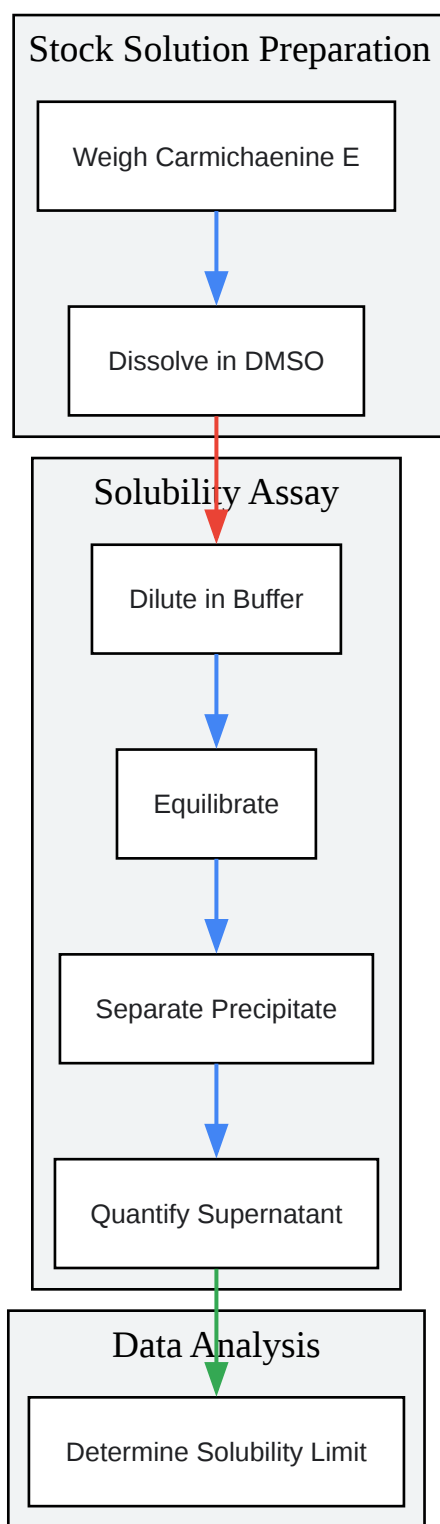 Stock Solution Preparation
Weigh Carmichaenine E
Dissolve in DMSO
Solubility Assay
Dilute in Buffer
Equilibrate
Separate Precipitate
Quantify Supernatant
Data Analysis
Determine Solubility Limit